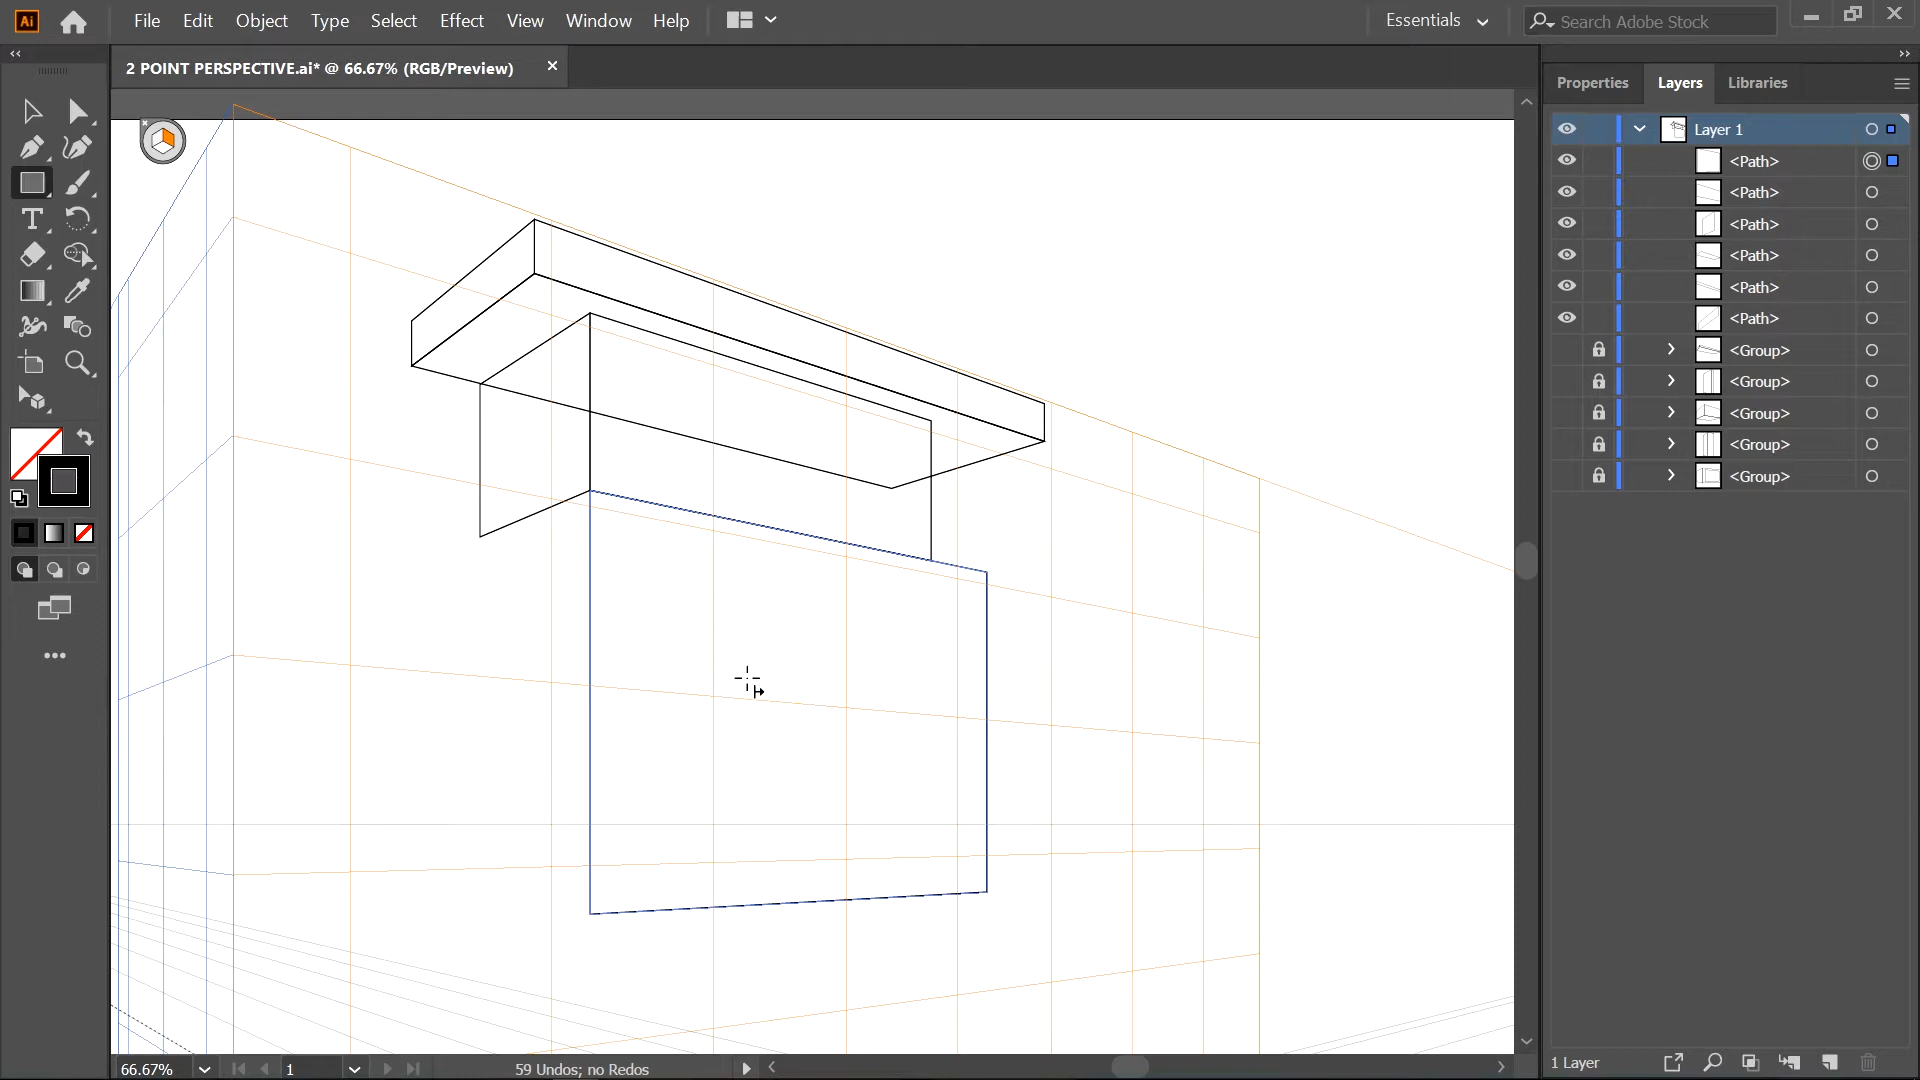 Ai File Edit Object Type Select Effect View Window Help Essentials Search Adobe Stock
2 POINT PERSPECTIVE.ai* @ 66.67% (RGB/Preview)
Properties Layers Libraries
Layer 1
<Path>
<Path>
<Path>
<Path>
<Path>
<Path>
<Group>
<Group>
<Group>
<Group>
<Group>
66.67% 1 59 Undos; no Redos
1 Layer